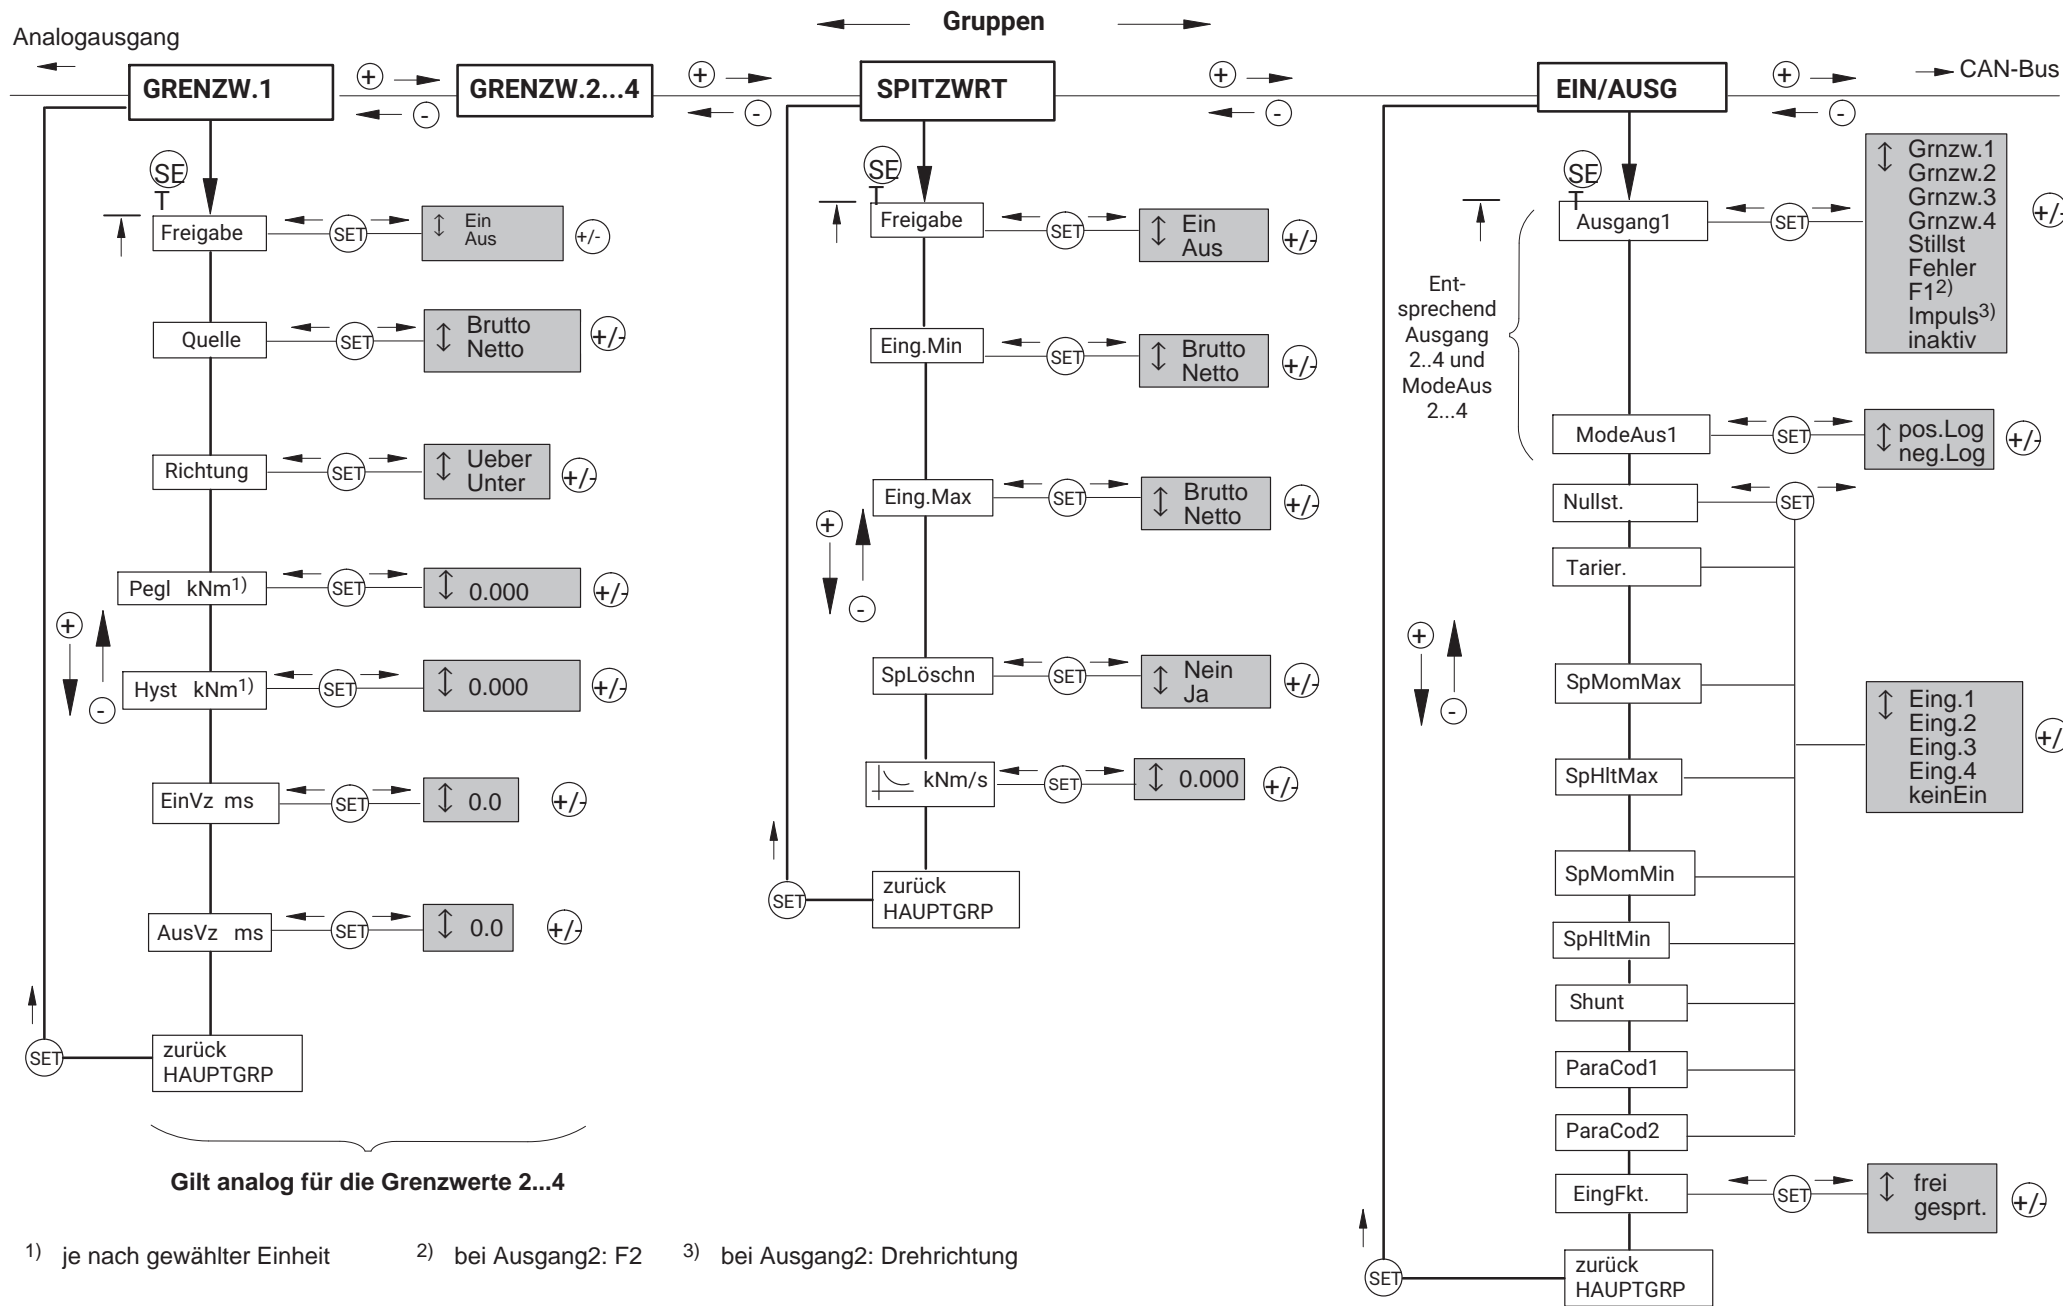 Gruppen
Analogausgang
CAN-Bus
GRENZW.1
+
-
GRENZW.2...4
+
-
SPITZWRT
+
-
EIN/AUSG
+
-
SE
T
Freigabe
SET
Ein
Aus
+/-
Quelle
SET
Brutto
Netto
+/-
Richtung
SET
Ueber
Unter
+/-
Pegl kNm1)
SET
0.000
+/-
+
-
Hyst kNm1)
SET
0.000
+/-
EinVz ms
SET
0.0
+/-
AusVz ms
SET
0.0
+/-
SET
zurück
HAUPTGRP
Gilt analog für die Grenzwerte 2...4
SE
T
Freigabe
SET
Ein
Aus
+/-
Eing.Min
SET
Brutto
Netto
+/-
Eing.Max
SET
Brutto
Netto
+/-
+
-
SpLöschn
SET
Nein
Ja
+/-
kNm/s
SET
0.000
+/-
SET
zurück
HAUPTGRP
SE
T
Ausgang1
SET
Grnzw.1
Grnzw.2
Grnzw.3
Grnzw.4
Stillst
Fehler
F12)
Impuls3)
inaktiv
+/-
Ent-
sprechend
Ausgang
2..4 und
ModeAus
2...4
ModeAus1
SET
pos.Log
neg.Log
+/-
Nullst.
SET
Tarier.
+
-
SpMomMax
SpHltMax
SpMomMin
SpHltMin
Shunt
ParaCod1
ParaCod2
Eing.1
Eing.2
Eing.3
Eing.4
keinEin
+/-
EingFkt.
SET
frei
gesprt.
+/-
SET
zurück
HAUPTGRP
1) je nach gewählter Einheit
2) bei Ausgang2: F2
3) bei Ausgang2: Drehrichtung